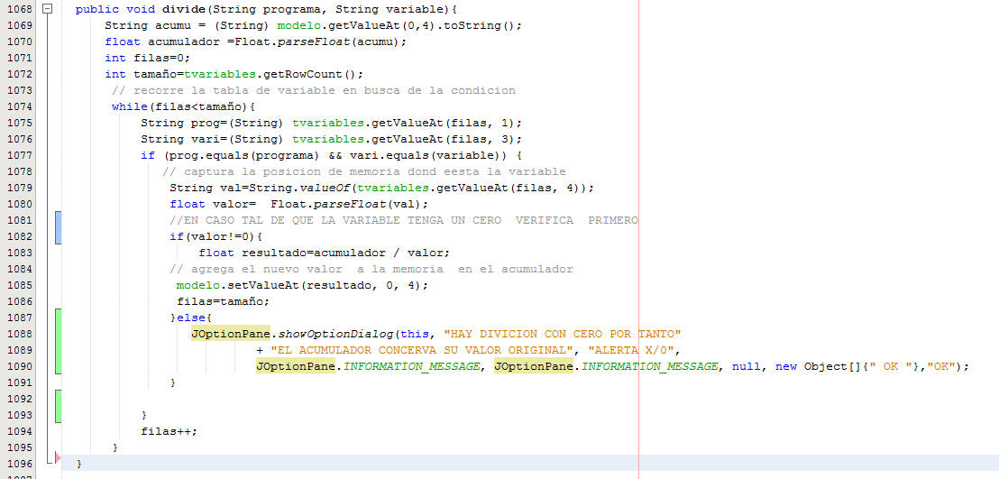 1068 public void divide(String programa, String variable){
1069 String acumu = (String) modelo.getValueAt(0,4).toString();
1070 float acumulador =Float.parseFloat(acumu);
1071 int filas=0;
1072 int tamaño=tvariables.getRowCount();
1073 // recorre la tabla de variable en busca de la condicion
1074 while(filas<tamaño){
1075 String prog=(String) tvariables.getValueAt(filas, 1);
1076 String vari=(String) tvariables.getValueAt(filas, 3);
1077 if (prog.equals(programa) && vari.equals(variable)) {
1078 // captura la posicion de memoria dond eesta la variable
1079 String val=String.valueOf(tvariables.getValueAt(filas, 4));
1080 float valor= Float.parseFloat(val);
1081 //EN CASO TAL DE QUE LA VARIABLE TENGA UN CERO VERIFICA PRIMERO
1082 if(valor!=0){
1083 float resultado=acumulador / valor;
1084 // agrega el nuevo valor a la memoria en el acumulador
1085 modelo.setValueAt(resultado, 0, 4);
1086 filas=tamaño;
1087 }else{
1088 JOptionPane.showOptionDialog(this, "HAY DIVICION CON CERO POR TANTO"
1089 + "EL ACUMULADOR CONCERVA SU VALOR ORIGINAL", "ALERTA X/0",
1090 JOptionPane.INFORMATION_MESSAGE, JOptionPane.INFORMATION_MESSAGE, null, new Object[]{" OK "},"OK");
1091 }
1092
1093 }
1094 filas++;
1095 }
1096 }